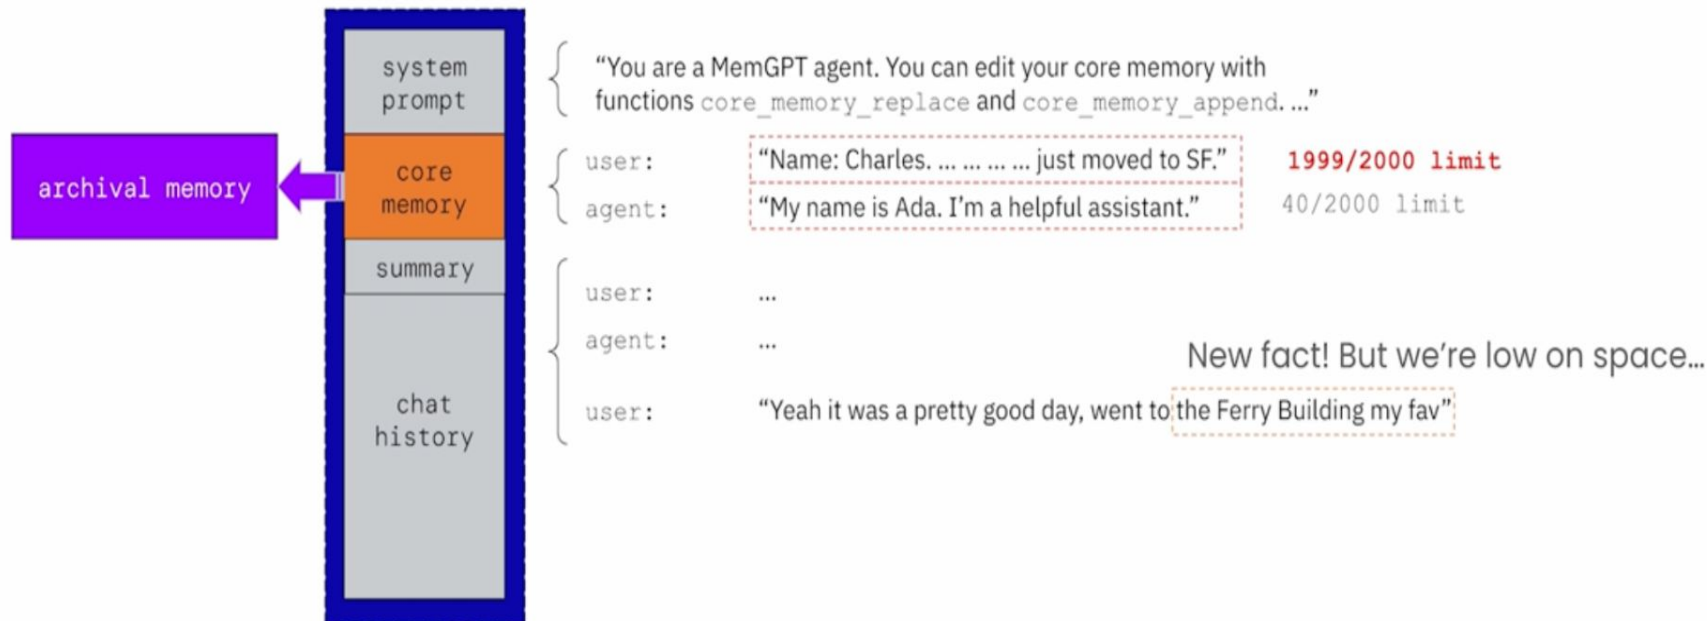 system
prompt
"You are a MemGPT agent. You can edit your core memory with
functions core_memory_replace and core_memory_append. ..."
archival memory
core
memory
user: "Name: Charles. ... ... ... ... just moved to SF." 1999/2000 limit
agent: "My name is Ada. I'm a helpful assistant." 40/2000 limit
summary
user: ...
agent: ...
New fact! But we're low on space...
chat
history
user: "Yeah it was a pretty good day, went to the Ferry Building my fav"